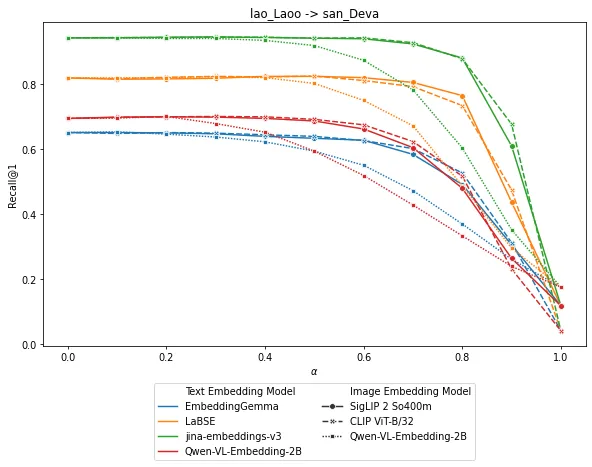 lao_Laoo -> san_Deva
Recall@1
0.8
0.6
0.4
0.2
0.0
0.0 0.2 0.4 0.6 0.8 1.0
α
Text Embedding Model Image Embedding Model
EmbeddingGemma SigLIP 2 So400m
LaBSE CLIP ViT-B/32
jina-embeddings-v3 Qwen-VL-Embedding-2B
Qwen-VL-Embedding-2B